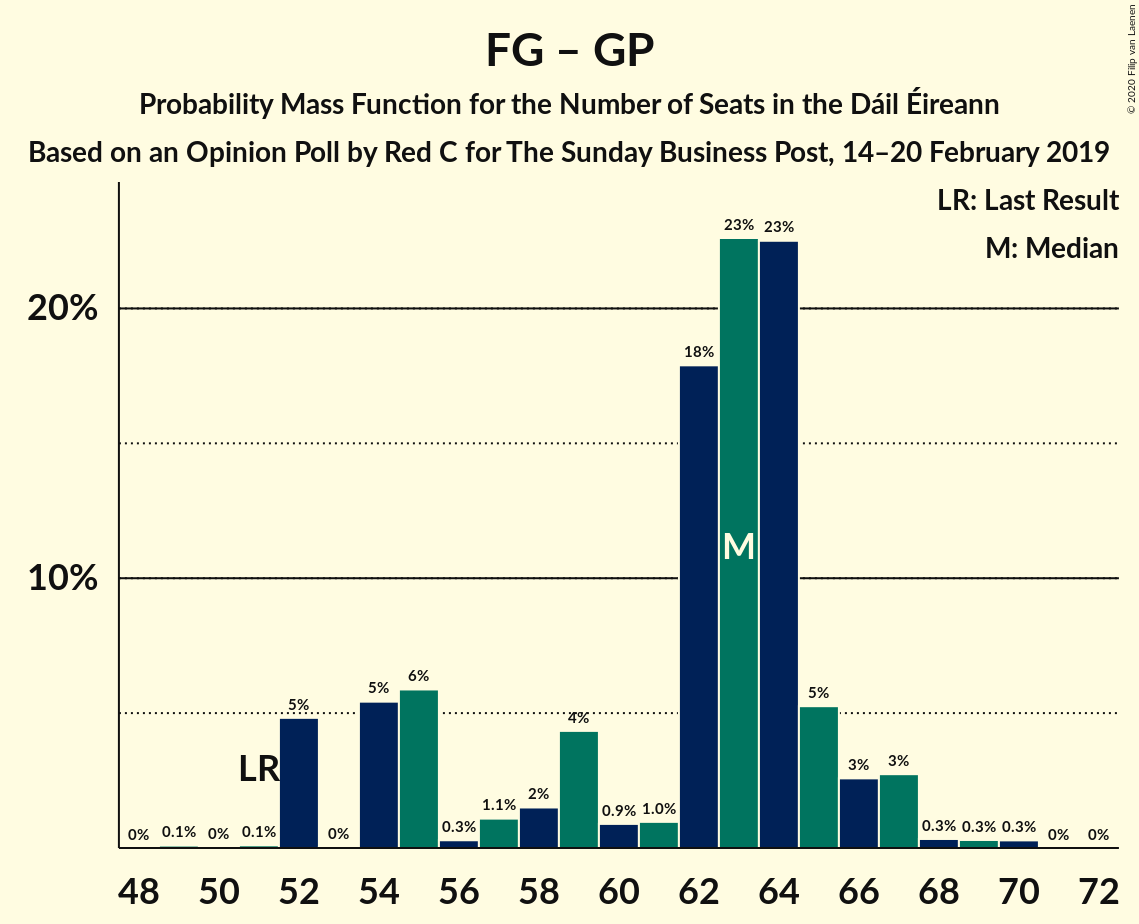 FG – GP
Probability Mass Function for the Number of Seats in the Dáil Éireann
Based on an Opinion Poll by Red C for The Sunday Business Post, 14–20 February 2019
© 2020 Filip van Laenen
LR: Last Result
M: Median
20%
10%
0% 0.1% 0% 0.1% 5% 0% 5% 6% 0.3% 1.1% 2% 4% 0.9% 1.0% 18% 23% 23% 5% 3% 3% 0.3% 0.3% 0.3% 0% 0%
LR
M
48 50 52 54 56 58 60 62 64 66 68 70 72